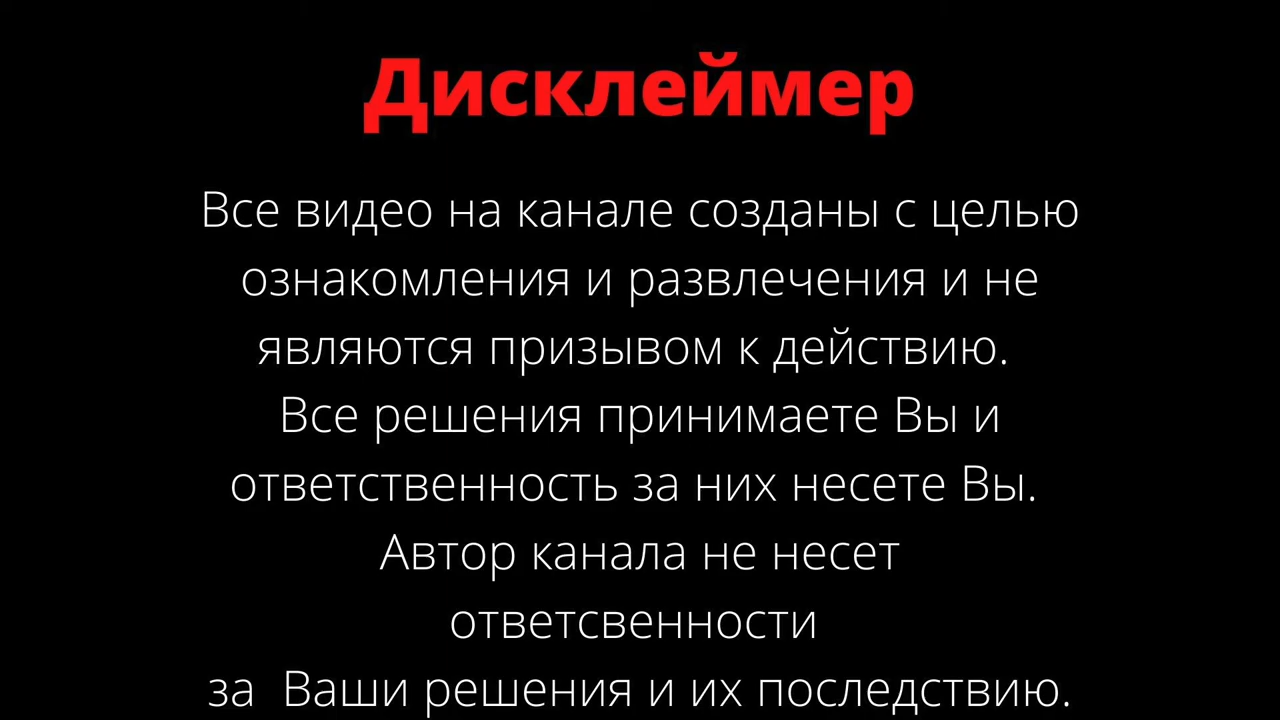 Дисклеймер
Все видео на канале созданы с целью
ознакомления и развлечения и не
являются призывом к действию.
Все решения принимаете Вы и
ответственность за них несете Вы.
Автор канала не несет
ответсвенности
за  Ваши решения и их последствию.